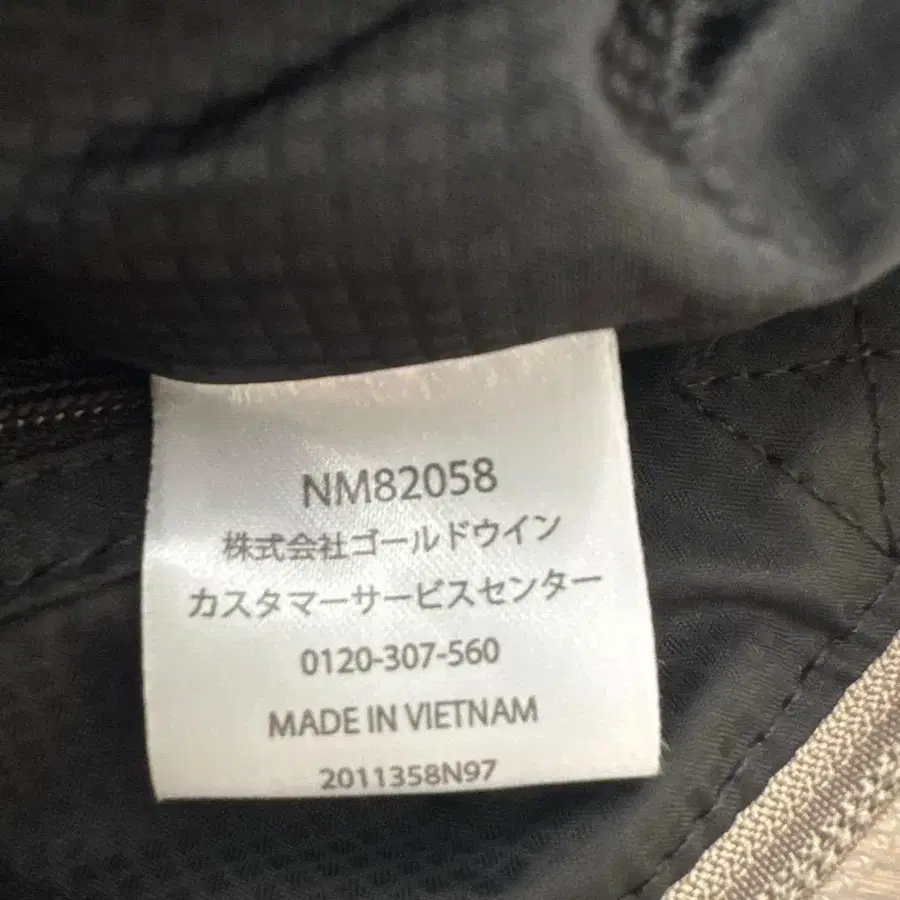 NM82058
株式会社ゴールドウイン
カスタマーサービスセンター
0120-307-560
MADE IN VIETNAM
2011358N97